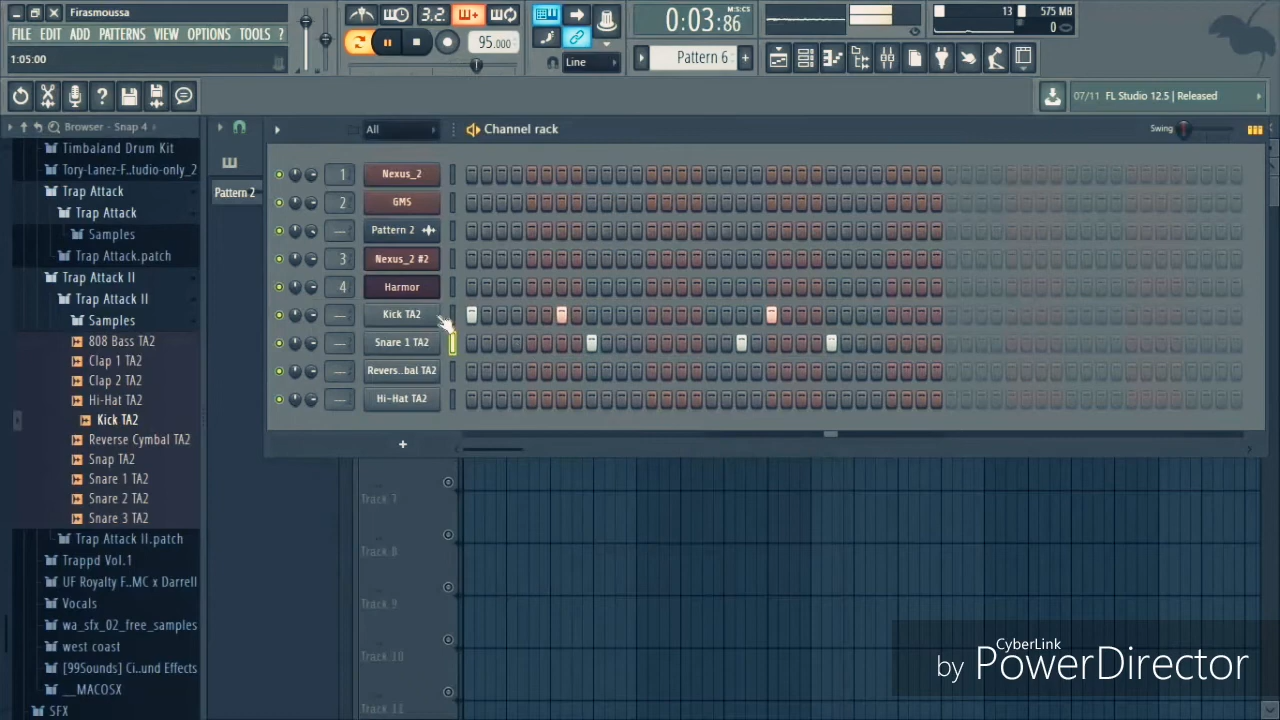 Firasmoussa
FILE EDIT ADD PATTERNS VIEW OPTIONS TOOLS ?
1:05:00
3.2.
95.000
Line
0:03:86
M:S:CS
Pattern 6
13
575 MB
0
07/11 FL Studio 12.5 | Released
Browser - Snap 4
Timbaland Drum Kit
Tory-Lanez-F..tudio-only_2
Trap Attack
Trap Attack
Samples
Trap Attack.patch
Trap Attack II
Trap Attack II
Samples
808 Bass TA2
Clap 1 TA2
Clap 2 TA2
Hi-Hat TA2
Kick TA2
Reverse Cymbal TA2
Snap TA2
Snare 1 TA2
Snare 2 TA2
Snare 3 TA2
Trap Attack II.patch
Trappd Vol.1
UF Royalty F..MC x Darrell
Vocals
wa_sfx_02_free_samples
west coast
[99Sounds] Ci..und Effects
__MACOSX
SFX
Pattern 2
All
Channel rack
Swing
1 Nexus_2
2 GMS
--- Pattern 2
3 Nexus_2 #2
4 Harmor
--- Kick TA2
--- Snare 1 TA2
--- Revers..bal TA2
--- Hi-Hat TA2
+
Track 7
Track 8
Track 9
Track 10
Track 11
CyberLink
by PowerDirector